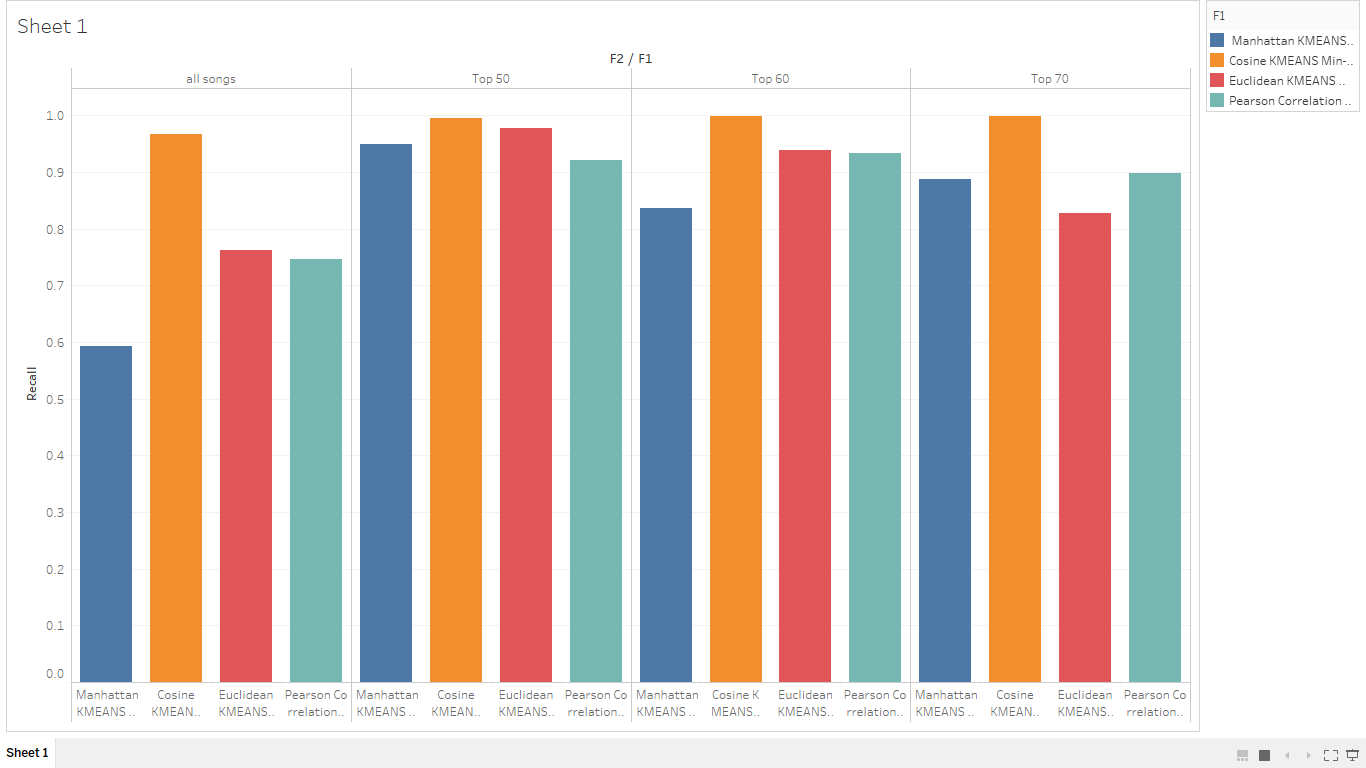 Sheet 1
F2 / F1
all songs Top 50 Top 60 Top 70
1.0
0.9
0.8
0.7
0.6
0.5
0.4
0.3
0.2
0.1
0.0
Recall
Manhattan Cosine Euclidean Pearson Co Manhattan Cosine Euclidean Pearson Co Manhattan Cosine K Euclidean Pearson Co Manhattan Cosine Euclidean Pearson Co
KMEANS .. KMEAN.. KMEANS.. rrelation.. KMEANS .. KMEAN.. KMEANS.. rrelation.. KMEANS .. MEANS.. KMEANS.. rrelation.. KMEANS .. KMEAN.. KMEANS.. rrelation..
F1
Manhattan KMEANS..
Cosine KMEANS Min-..
Euclidean KMEANS ..
Pearson Correlation ..
Sheet 1